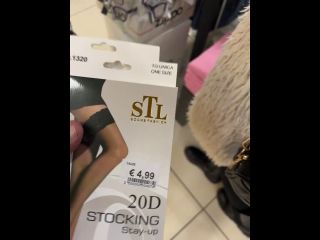 1320
TG UNICA
ONE SIZE
STL
€ 4,99
20D
STOCKING
Stay-up